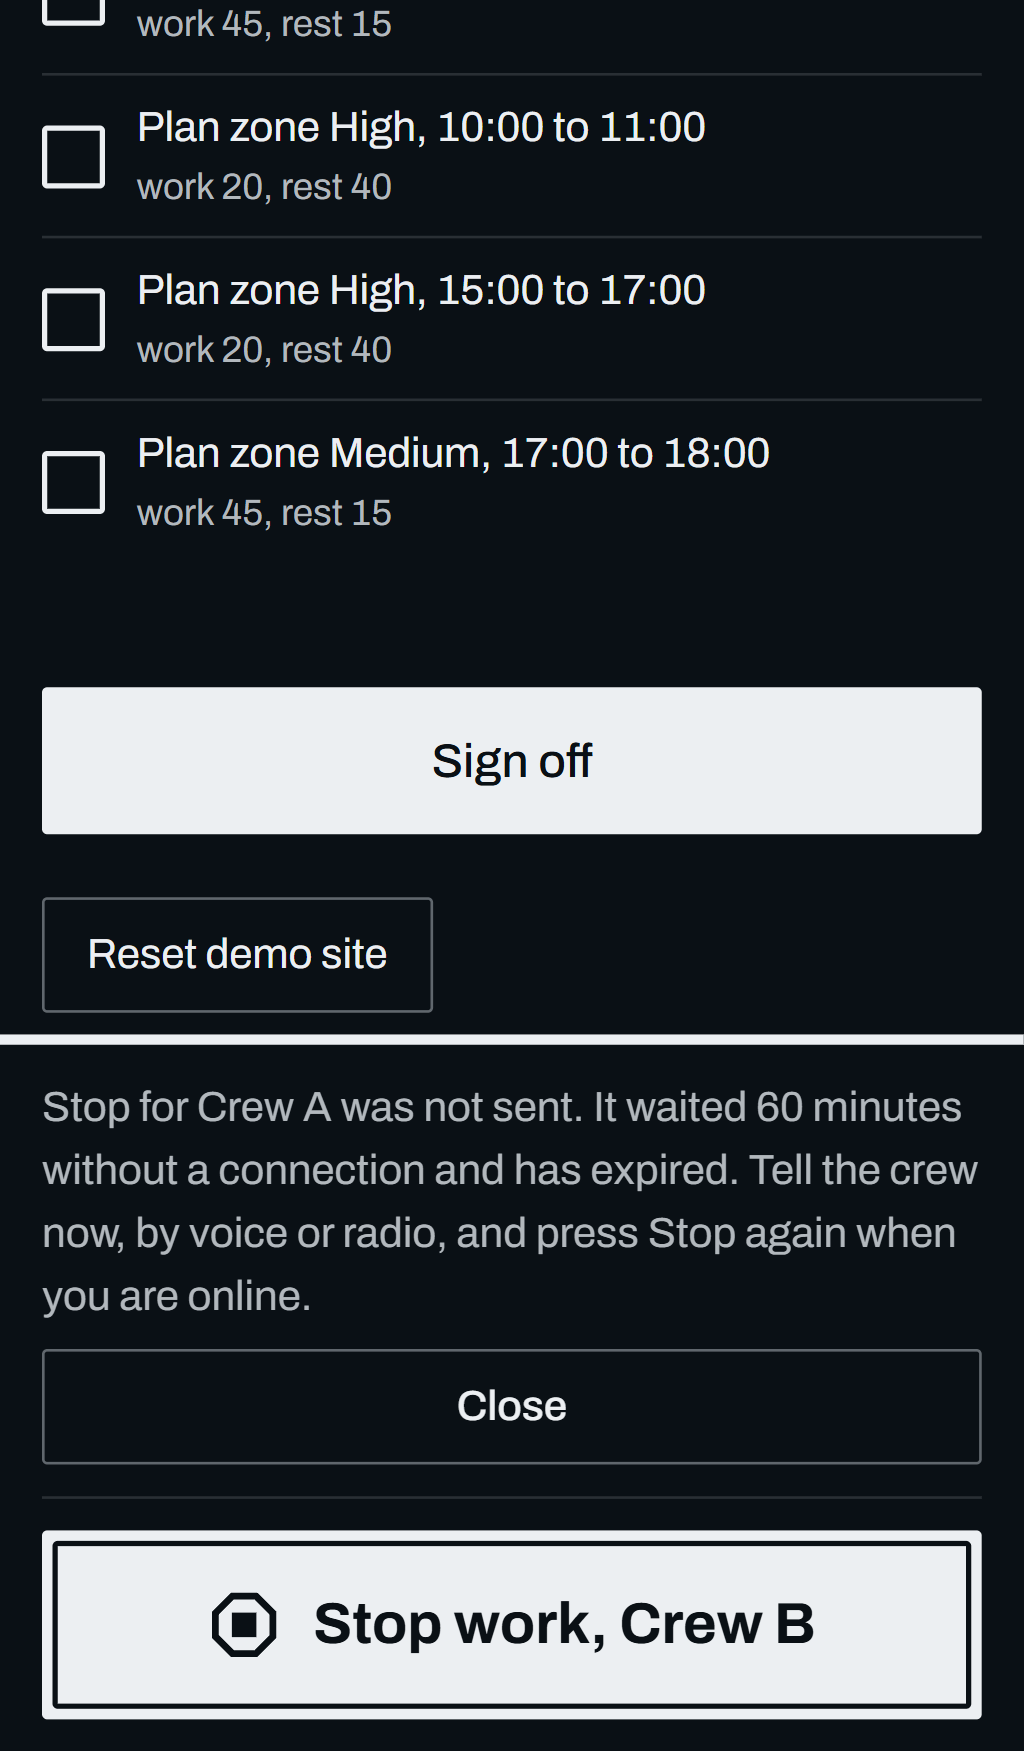 work 45, rest 15
Plan zone High, 10:00 to 11:00
work 20, rest 40
Plan zone High, 15:00 to 17:00
work 20, rest 40
Plan zone Medium, 17:00 to 18:00
work 45, rest 15
Sign off
Reset demo site
Stop for Crew A was not sent. It waited 60 minutes
without a connection and has expired. Tell the crew
now, by voice or radio, and press Stop again when
you are online.
Close
Stop work, Crew B